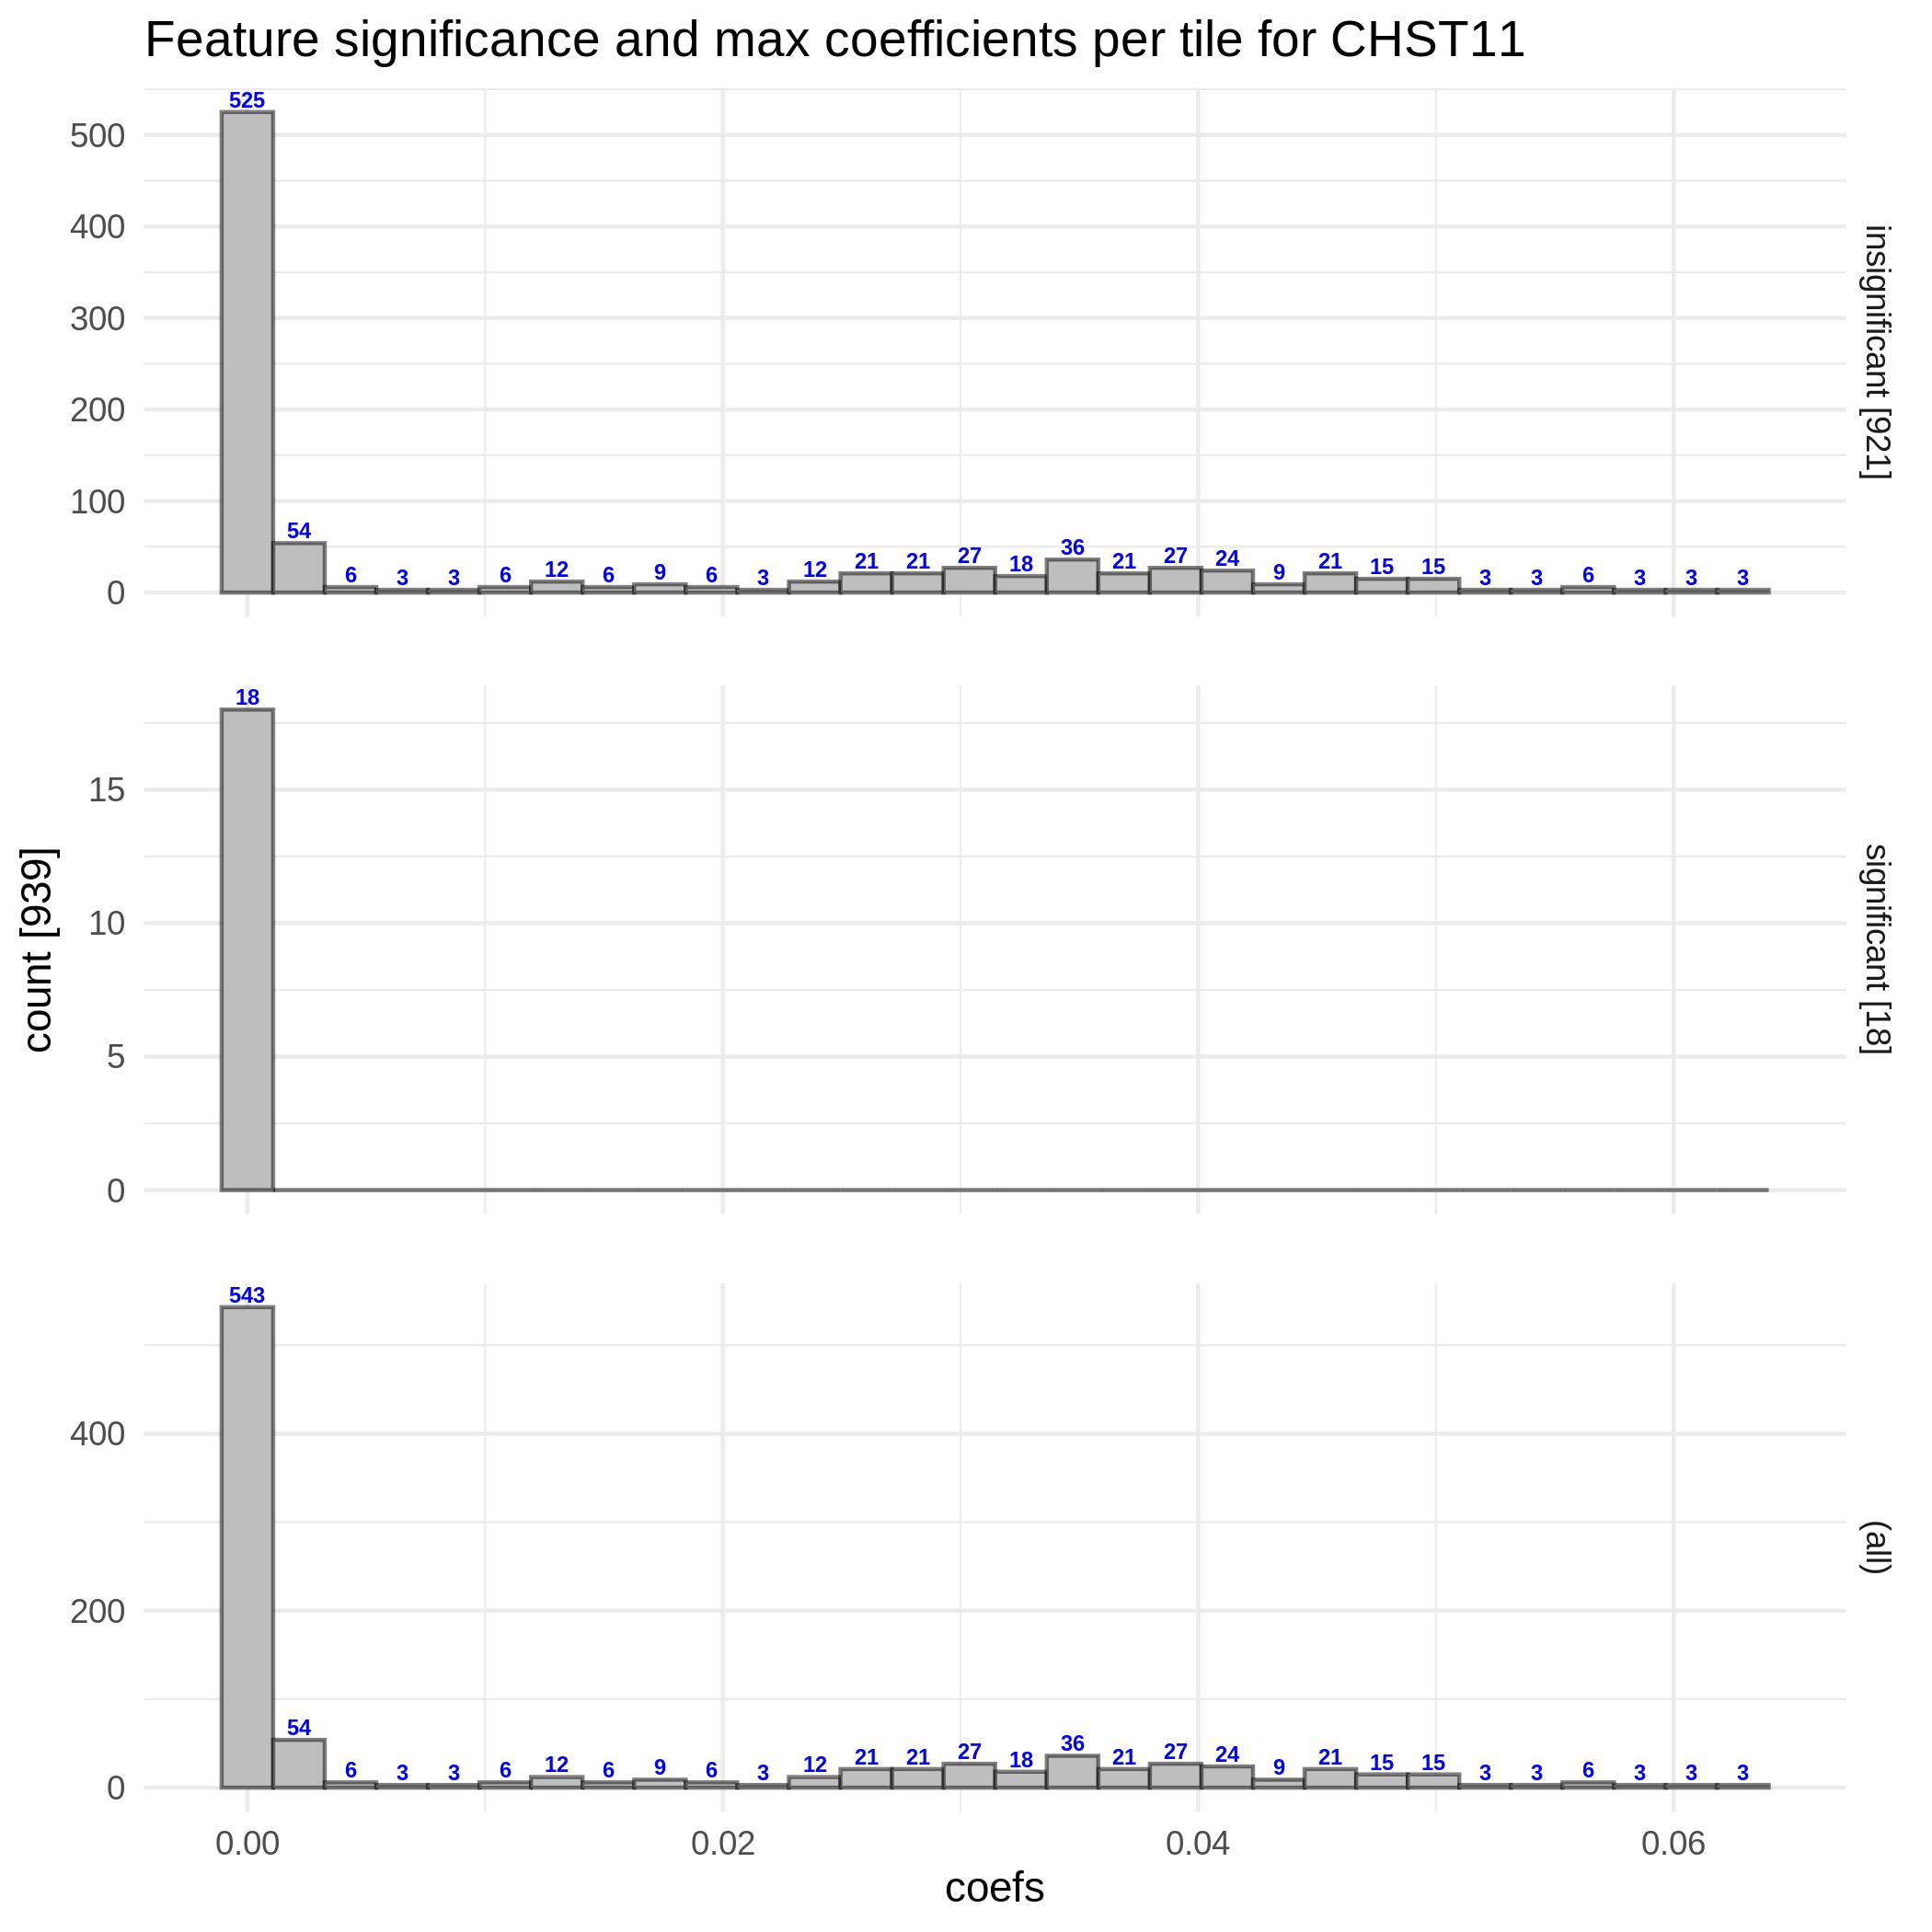 Feature significance and max coefficients per tile for CHST11
525
500
400
300
200
100
0
54 6 3 3 6 12 6 9 6 3 12 21 21 27 18 36 21 27 24 9 21 15 15 3 3 6 3 3 3
insignificant [921]
18
15
10
5
0
significant [18]
count [939]
543
400
200
0
54 6 3 3 6 12 6 9 6 3 12 21 21 27 18 36 21 27 24 9 21 15 15 3 3 6 3 3 3
(all)
0.00 0.02 0.04 0.06
coefs